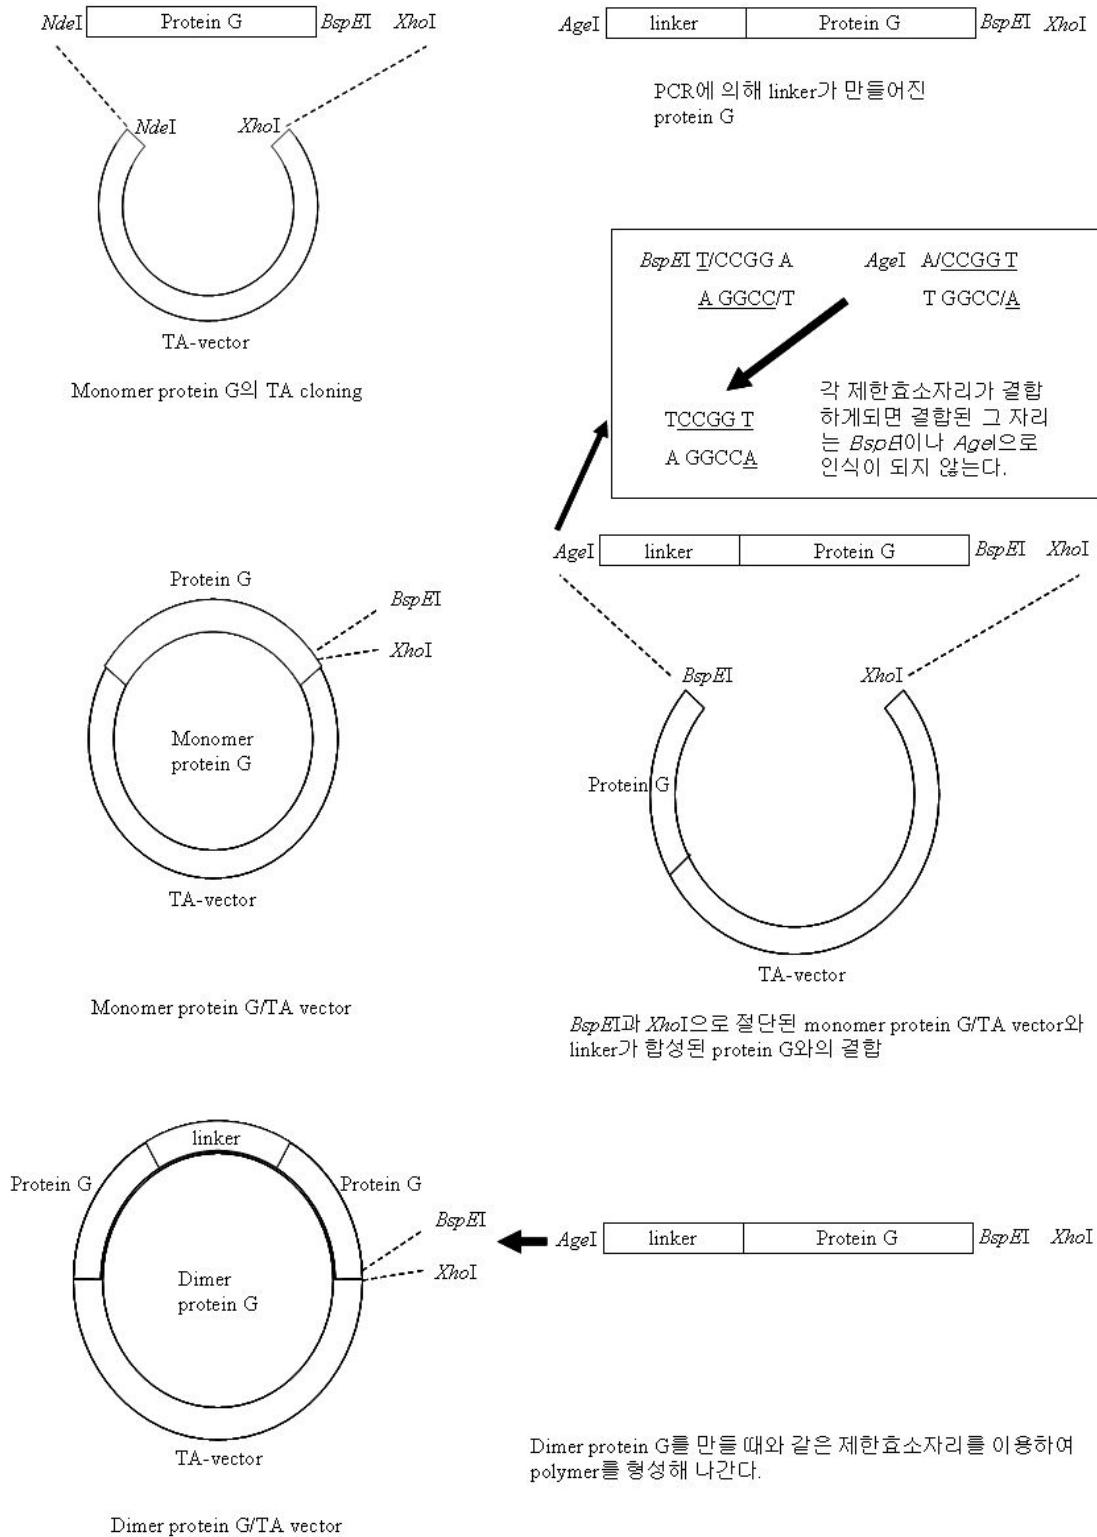 NdeI Protein G BspEI XhoI
NdeI XhoI
TA-vector
Monomer protein G의 TA cloning
AgeI linker Protein G BspEI XhoI
PCR에 의해 linker가 만들어진
protein G
BspEI T/CCGG A AgeI A/CCGG T
A GGCC/T T GGCC/A
TCCGG T
A GGCCA
각 제한효소자리가 결합
하게되면 결합된 그 자리
는 BspEI이나 AgeI으로
인식이 되지 않는다.
AgeI linker Protein G BspEI XhoI
Protein G
BspEI
XhoI
Monomer
protein G
TA-vector
Monomer protein G/TA vector
BspEI XhoI
Protein G
TA-vector
BspEI과 XhoI으로 절단된 monomer protein G/TA vector와
linker가 합성된 protein G와의 결합
linker
Protein G Protein G
BspEI
XhoI
Dimer
protein G
TA-vector
Dimer protein G/TA vector
AgeI linker Protein G BspEI XhoI
Dimer protein G를 만들 때와 같은 제한효소자리를 이용하여
polymer를 형성해 나간다.